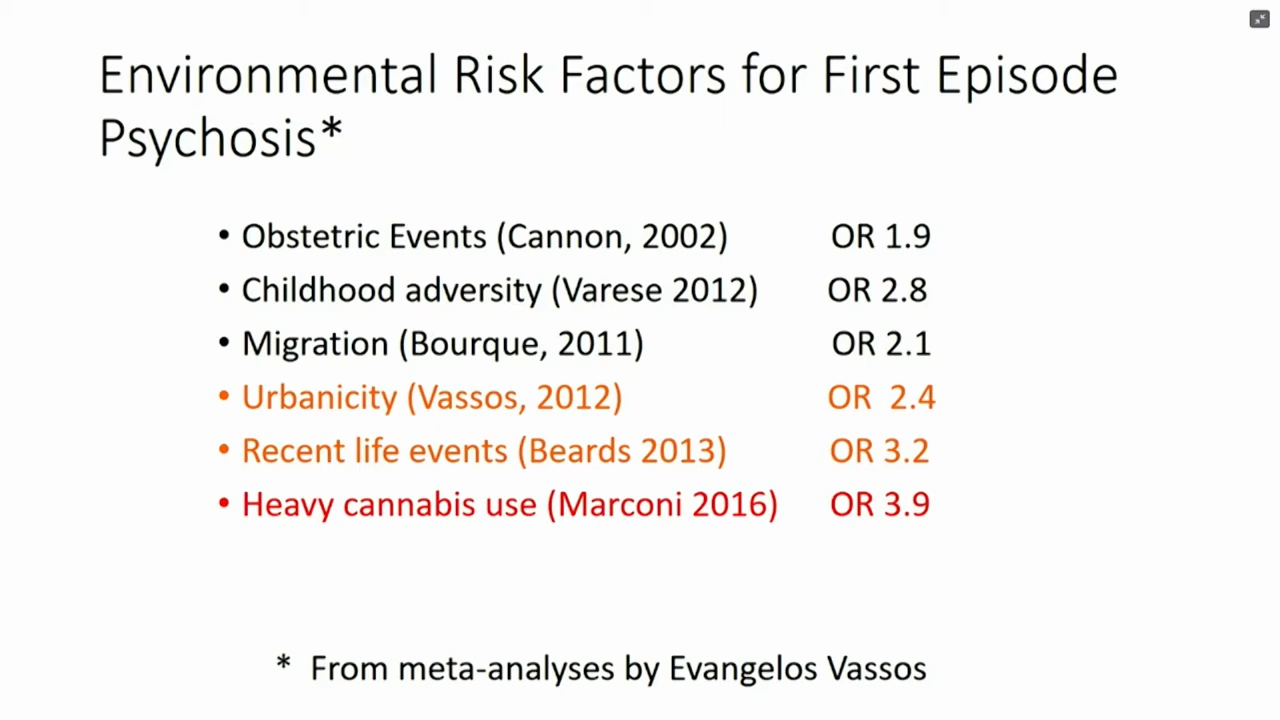 Environmental Risk Factors for First Episode
Psychosis*
• Obstetric Events (Cannon, 2002) OR 1.9
• Childhood adversity (Varese 2012) OR 2.8
• Migration (Bourque, 2011) OR 2.1
• Urbanicity (Vassos, 2012) OR 2.4
• Recent life events (Beards 2013) OR 3.2
• Heavy cannabis use (Marconi 2016) OR 3.9
* From meta-analyses by Evangelos Vassos